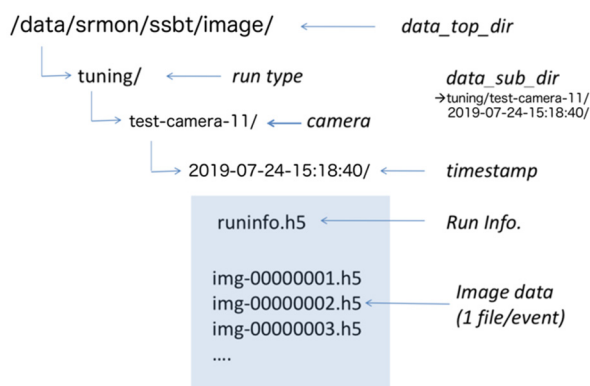 /data/srmon/ssbt/image/ data_top_dir
tuning/ run type data_sub_dir
→tuning/test-camera-11/
test-camera-11/ camera 2019-07-24-15:18:40/
2019-07-24-15:18:40/ timestamp
runinfo.h5 Run Info.
img-00000001.h5
img-00000002.h5 Image data
img-00000003.h5 (1 file/event)
....